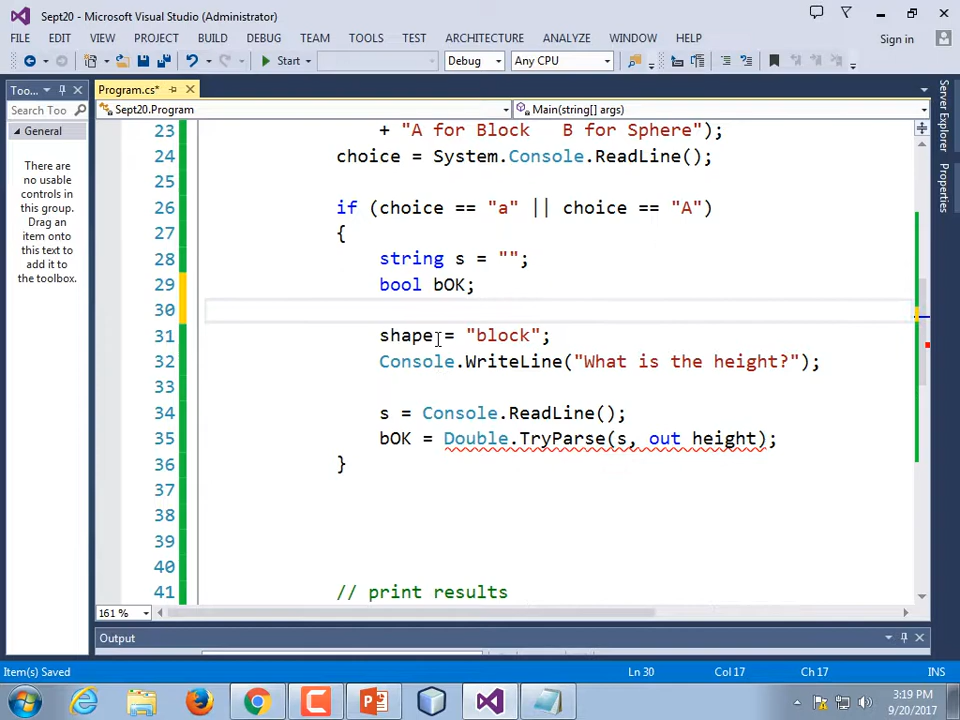 Sept20 - Microsoft Visual Studio (Administrator)
FILE EDIT VIEW PROJECT BUILD DEBUG TEAM TOOLS TEST ARCHITECTURE ANALYZE WINDOW HELP Sign in
Start Debug Any CPU
Too... Program.cs*
Search Too Sept20.Program Main(string[] args)
General
There are
no usable
controls in
this group.
Drag an
item onto
this text to
add it to
the toolbox.
23 + "A for Block   B for Sphere");
24 choice = System.Console.ReadLine();
25
26 if (choice == "a" || choice == "A")
27 {
28 string s = "";
29 bool bOK;
30
31 shape = "block";
32 Console.WriteLine("What is the height?");
33
34 s = Console.ReadLine();
35 bOK = Double.TryParse(s, out height);
36 }
37
38
39
40
41 // print results
161 %
Server Explorer
Properties
Output
Item(s) Saved Ln 30 Col 17 Ch 17 INS
3:19 PM
9/20/2017